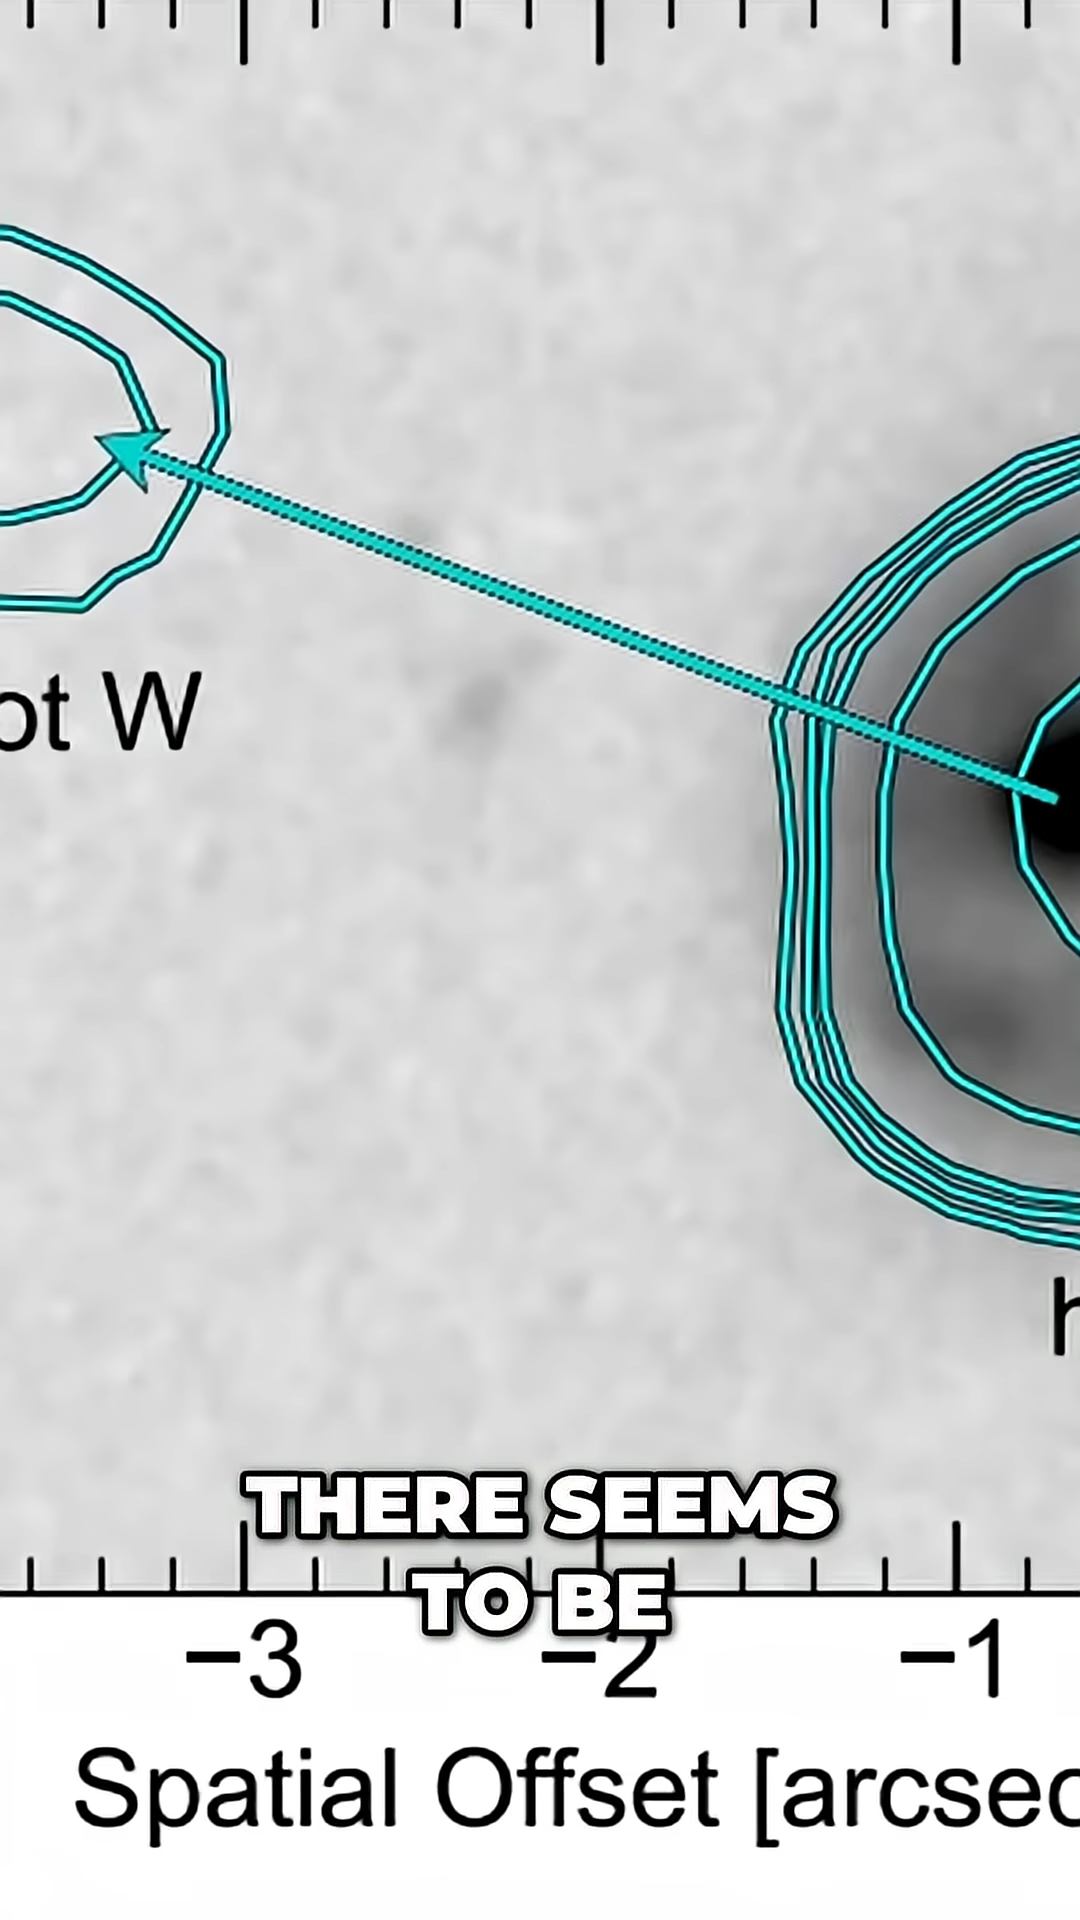 ot W
h
THERE SEEMS
TO BE
−3 −2 −1
Spatial Offset [arcsec